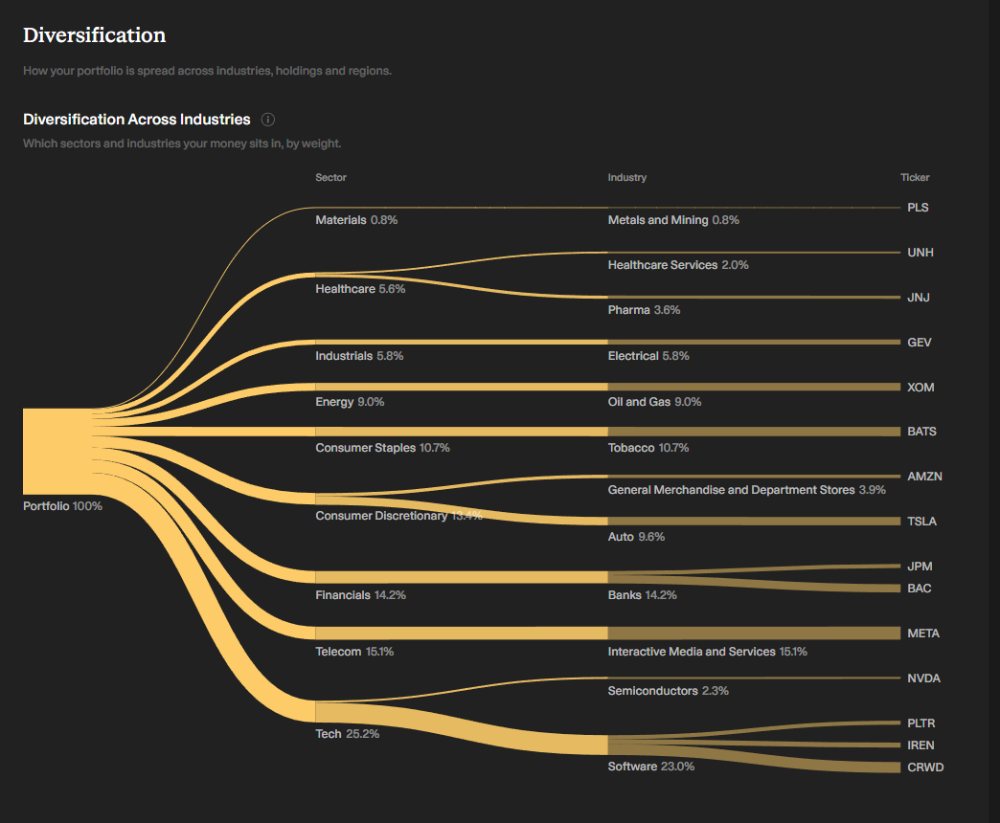 Diversification
How your portfolio is spread across industries, holdings and regions.
Diversification Across Industries
Which sectors and industries your money sits in, by weight.
Sector Industry Ticker
PLS
Materials 0.8% Metals and Mining 0.8%
UNH
Healthcare Services 2.0%
Healthcare 5.6%
JNJ
Pharma 3.6%
GEV
Industrials 5.8% Electrical 5.8%
XOM
Energy 9.0% Oil and Gas 9.0%
BATS
Consumer Staples 10.7% Tobacco 10.7%
AMZN
General Merchandise and Department Stores 3.9%
Portfolio 100%
Consumer Discretionary 13.4%
TSLA
Auto 9.6%
JPM
BAC
Financials 14.2% Banks 14.2%
META
Telecom 15.1% Interactive Media and Services 15.1%
NVDA
Semiconductors 2.3%
PLTR
Tech 25.2%
IREN
CRWD
Software 23.0%